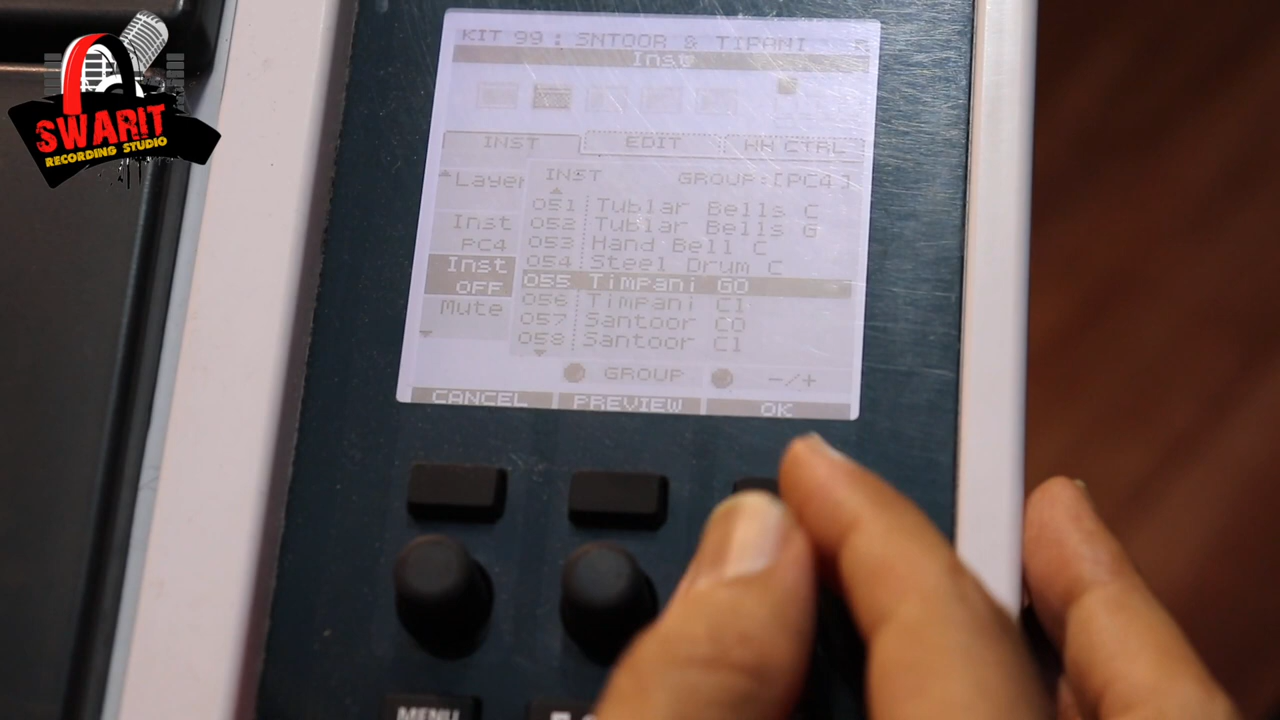 SWARIT
RECORDING STUDIO
KIT 99 : SNTOOR & TIPANI
Inst
INST EDIT HH CTRL
Layer
INST GROUP:[PC4]
051 Tublar Bells C
Inst 052 Tublar Bells G
PC4 053 Hand Bell C
Inst 054 Steel Drum C
OFF 055 Timpani G0
Mute 056 Timpani C1
057 Santoor C0
058 Santoor C1
GROUP -/+
CANCEL PREVIEW OK
MENU